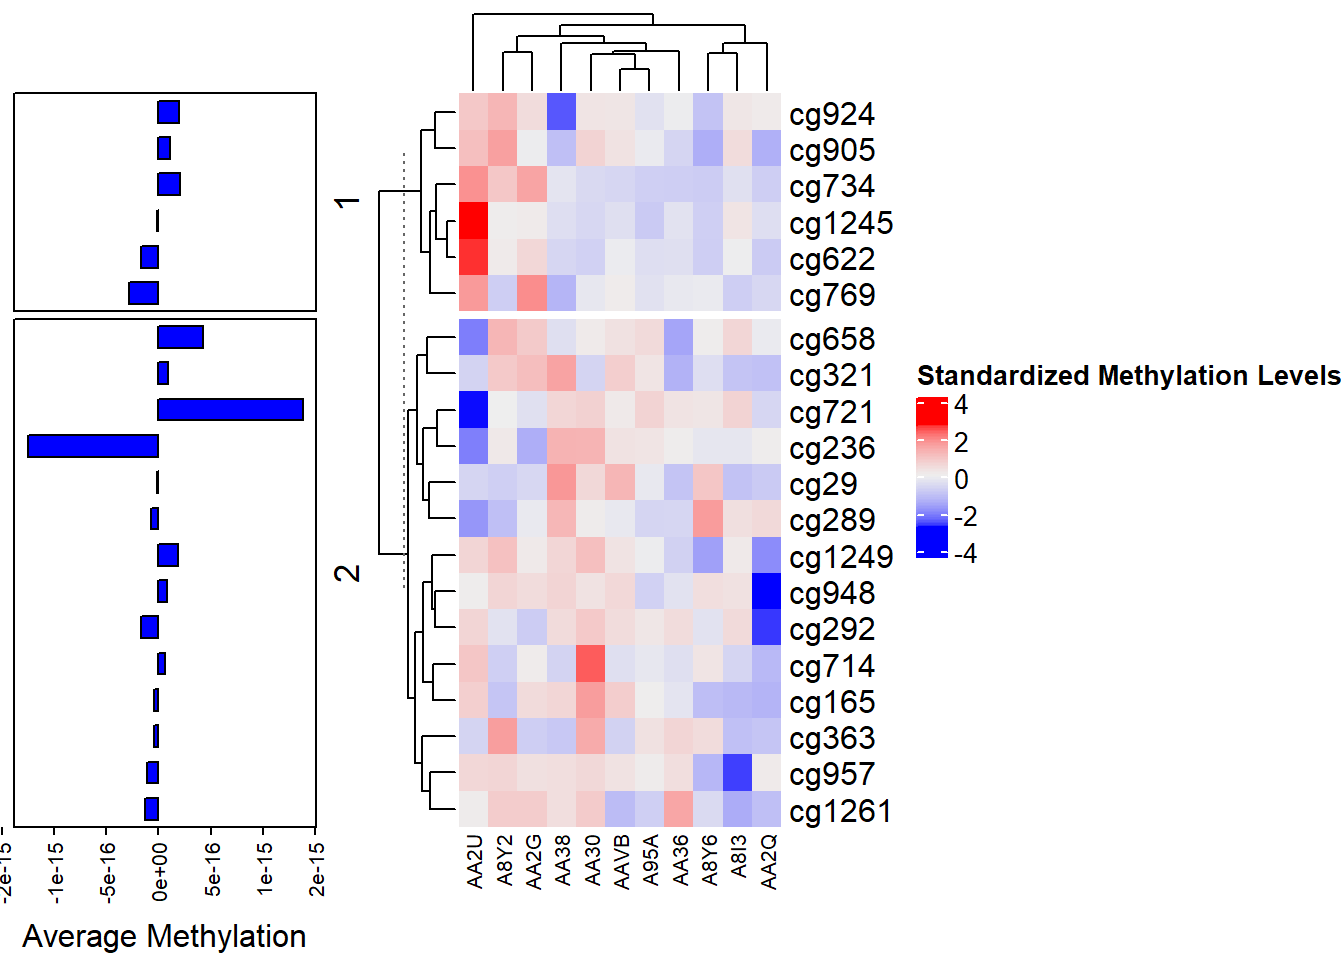 1
2
cg924
cg905
cg734
cg1245
cg622
cg769
cg658
cg321
cg721
cg236
cg29
cg289
cg1249
cg948
cg292
cg714
cg165
cg363
cg957
cg1261
Standardized Methylation Levels
4
2
0
-2
-4
-2e-15
-1e-15
-5e-16
0e+00
5e-16
1e-15
2e-15
Average Methylation
AA2U
A8Y2
AA2G
AA38
AA30
AAVB
A95A
AA36
A8Y6
A8I3
AA2Q